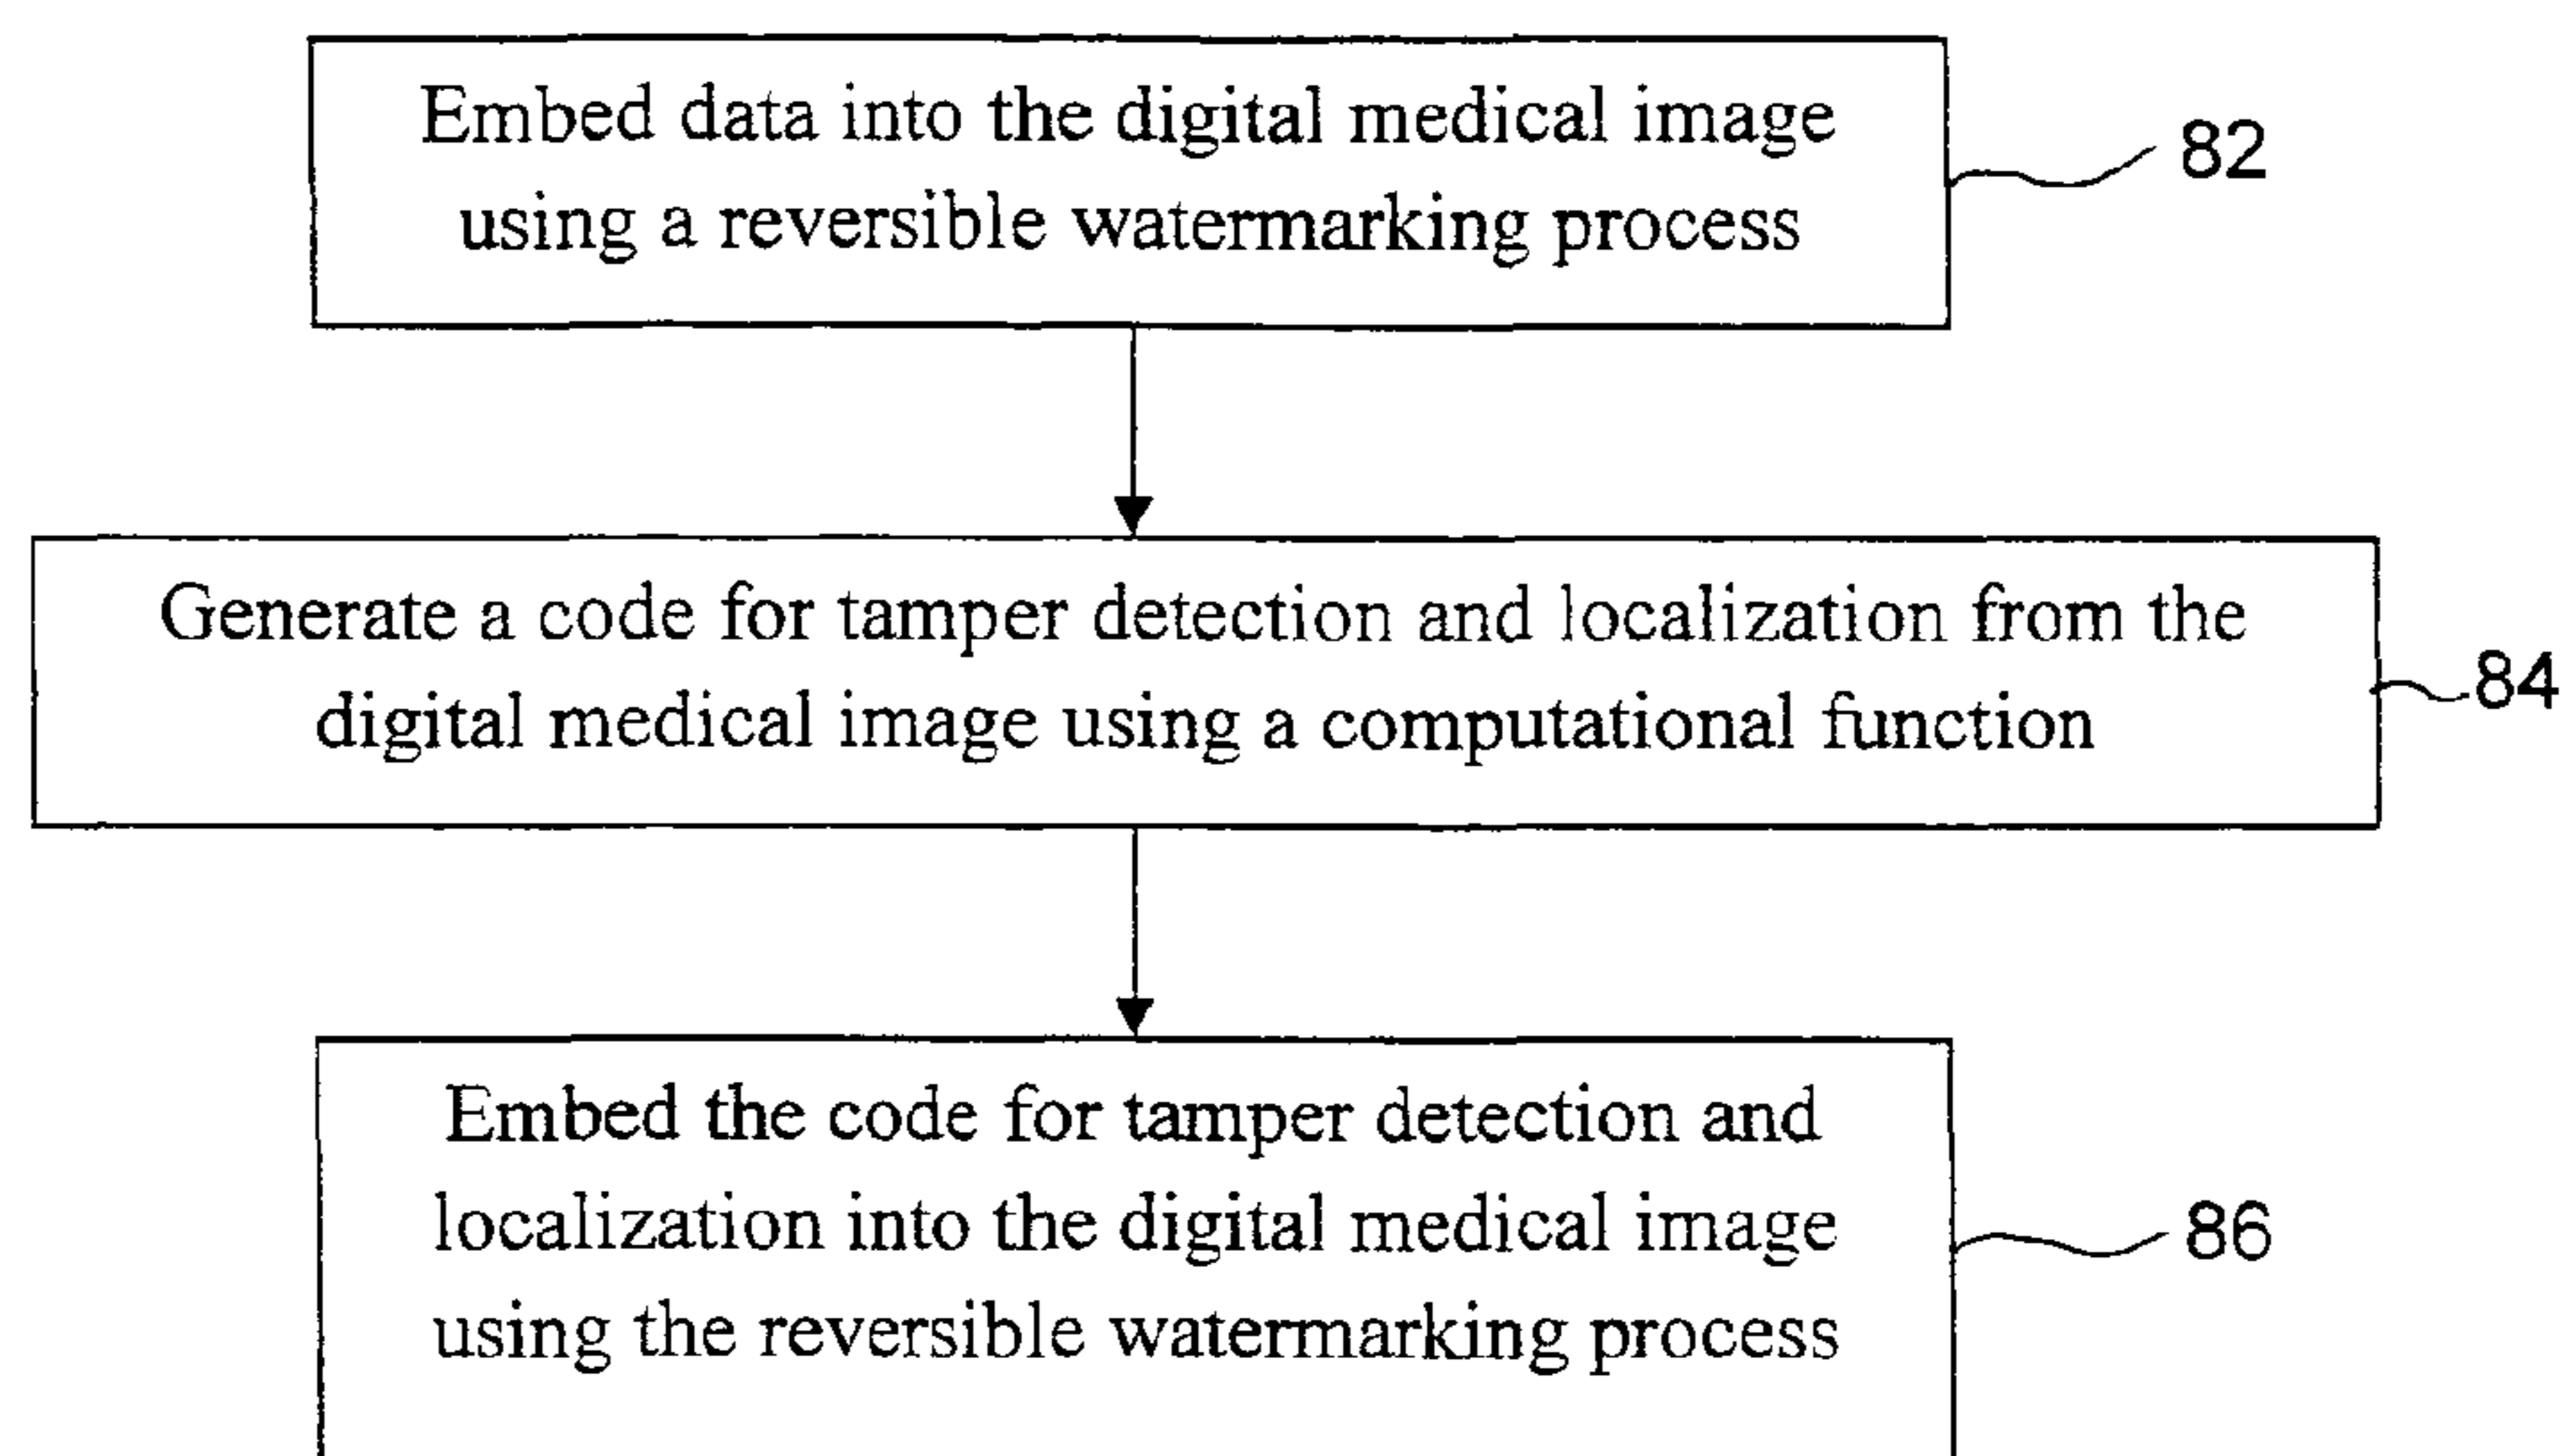 Embed data into the digital medical image
using a reversible watermarking process
82
Generate a code for tamper detection and localization from the
digital medical image using a computational function
84
Embed the code for tamper detection and
localization into the digital medical image
using the reversible watermarking process
86